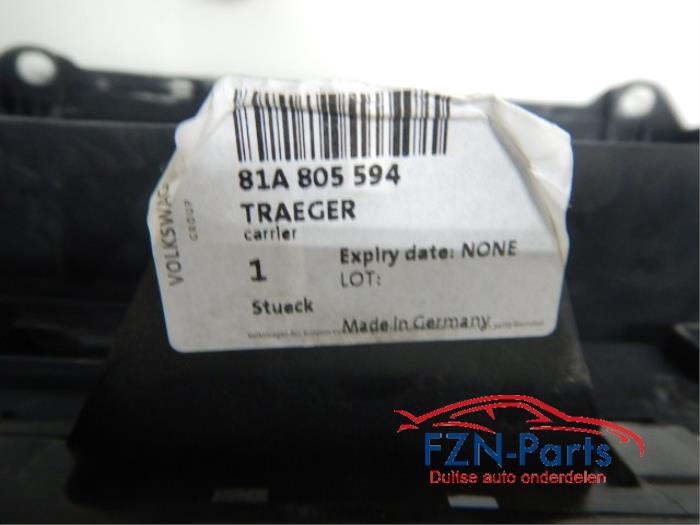 81A 805 594
TRAEGER
carrier
1
Stueck
Expiry date: NONE
LOT:
Made in Germany
VOLKSWAG
GROUP
FZN-Parts
Duitse auto onderdelen